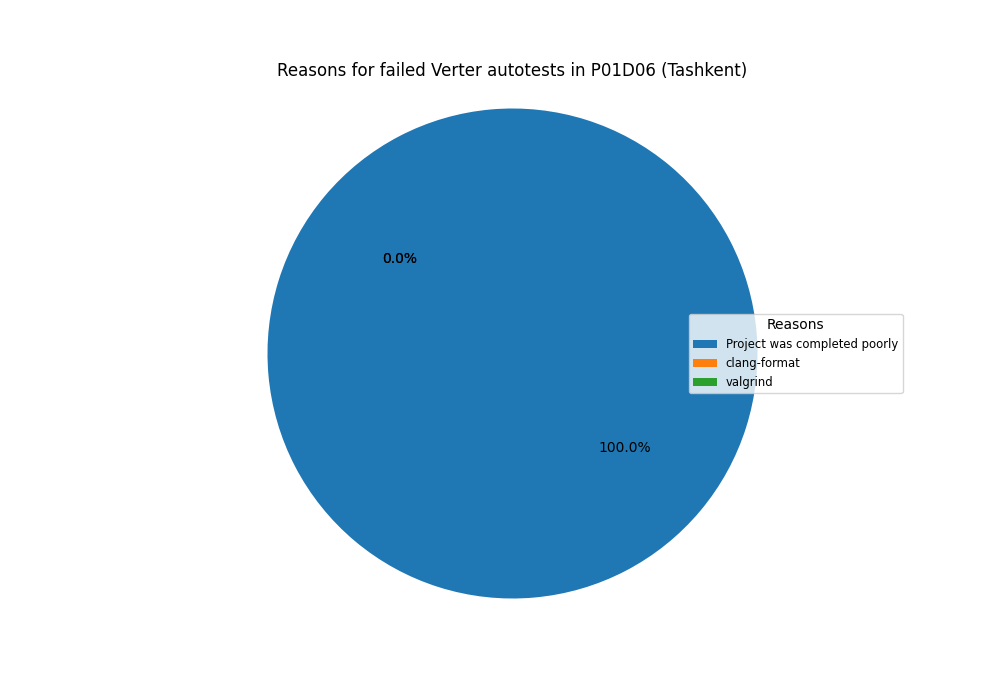 Reasons for failed Verter autotests in P01D06 (Tashkent)
0.0%
Reasons
Project was completed poorly
clang-format
valgrind
100.0%